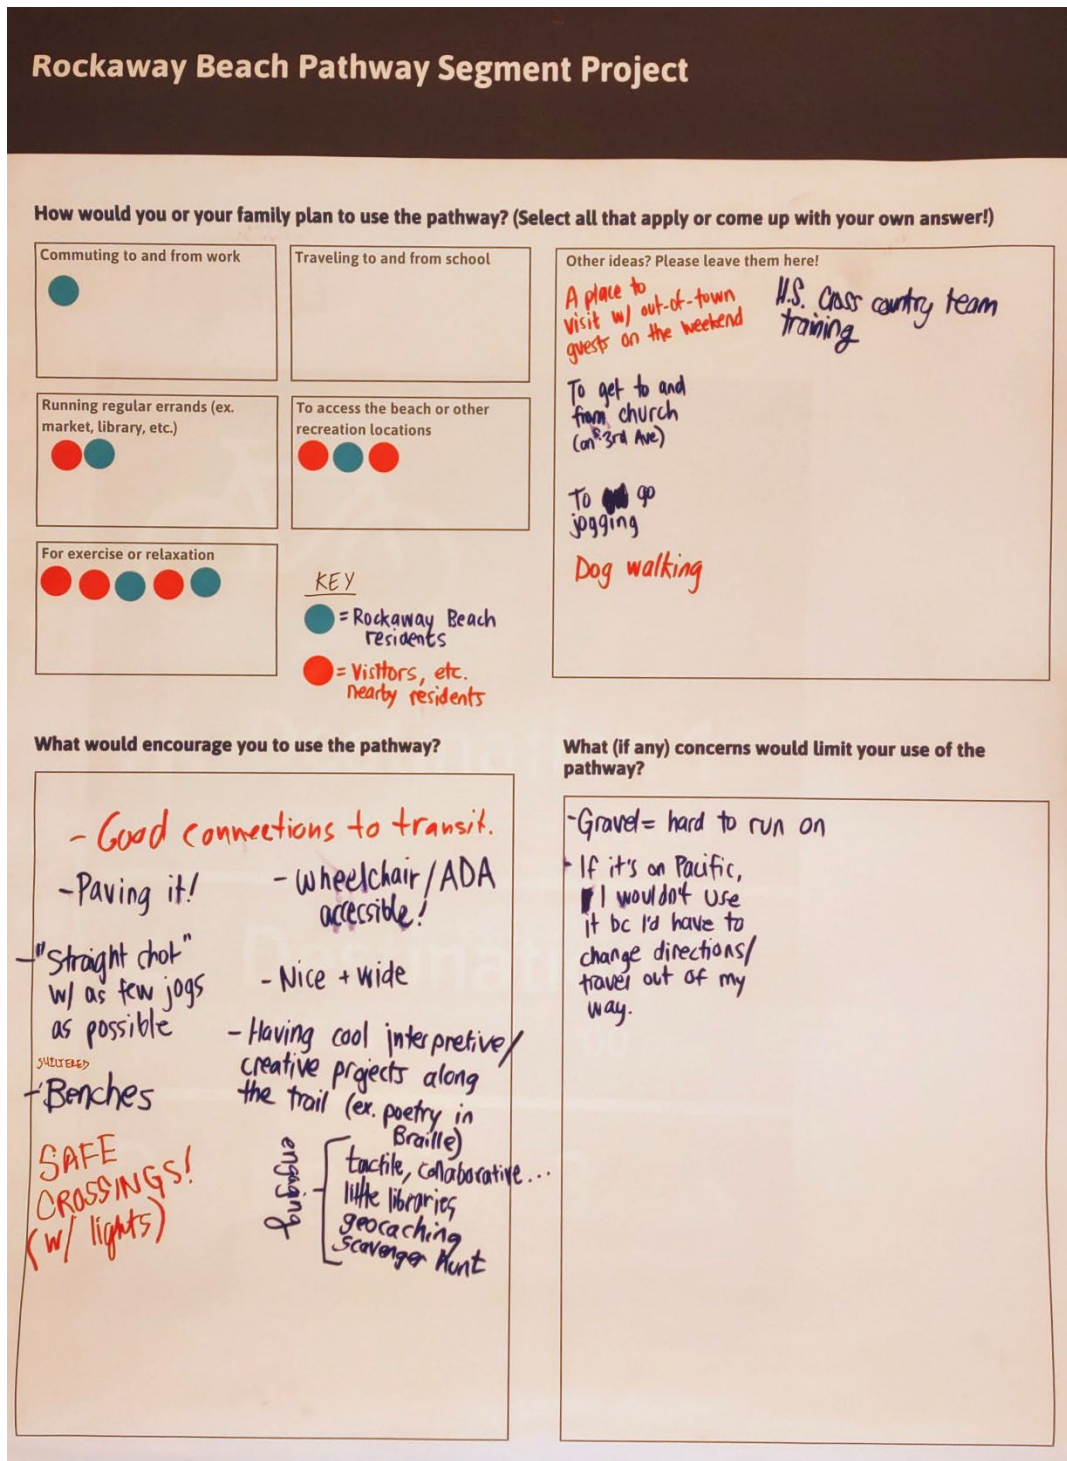 Rockaway Beach Pathway Segment Project
How would you or your family plan to use the pathway? (Select all that apply or come up with your own answer!)
Commuting to and from work
Traveling to and from school
Running regular errands (ex.
market, library, etc.)
To access the beach or other
recreation locations
For exercise or relaxation
KEY
= Rockaway Beach
residents
= Visitors, etc.
nearby residents
Other ideas? Please leave them here!
A place to
visit w/ out-of-town
guests on the weekend
H.S. Cross country team
training
To get to and
from church
(on 3rd Ave)
To go
jogging
Dog walking
What would encourage you to use the pathway?
- Good connections to transit.
- Paving it!
- "Straight chot"
w/ as few jogs
as possible
SHELTERED
- Benches
SAFE
CROSSINGS!
(w/ lights)
- wheelchair/ADA
accessible!
- Nice + wide
- Having cool interpretive/
creative projects along
the trail (ex. poetry in
Braille)
engaging
tactile, collaborative...
little libraries
geocaching
scavenger hunt
What (if any) concerns would limit your use of the
pathway?
- Gravel = hard to run on
- If it's on Pacific,
I wouldn't use
it bc I'd have to
change directions/
travel out of my
way.